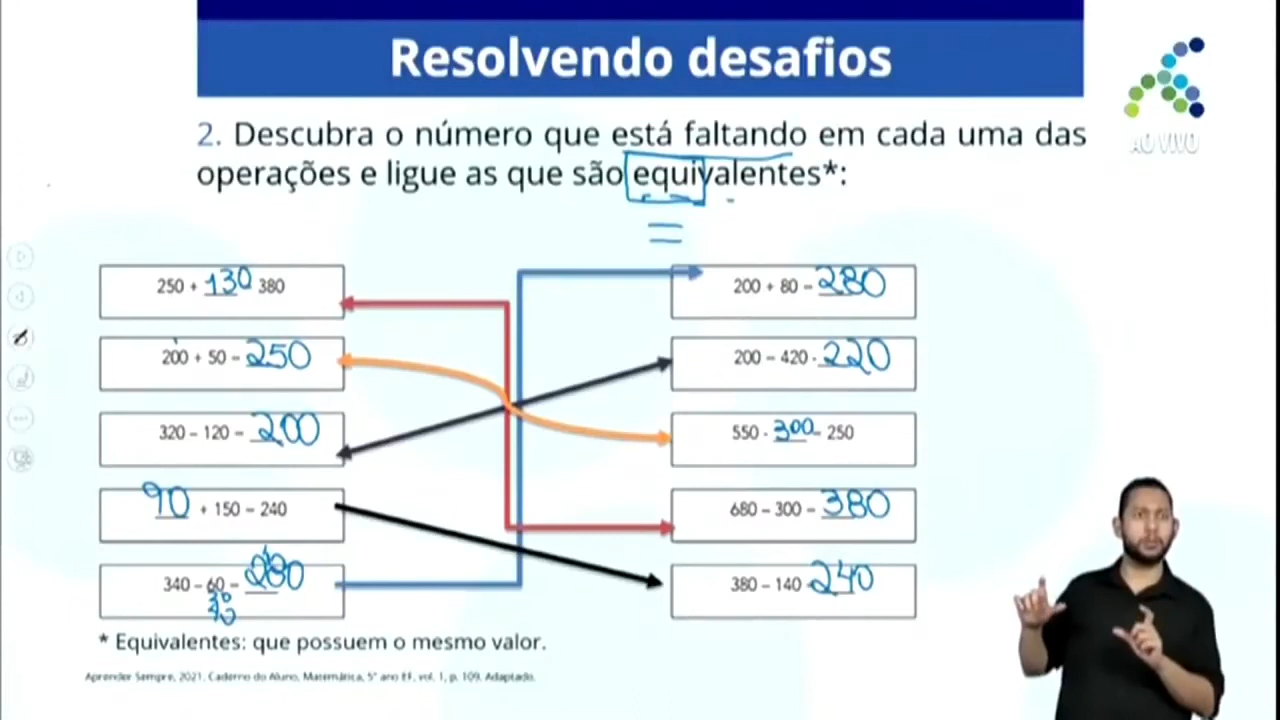 Resolvendo desafios
AO VIVO
2. Descubra o número que está faltando em cada uma das
operações e ligue as que são equivalentes*:
=
250 + 130 380
200 + 80 = 280
200 + 50 = 250
200 – 420 - 220
320 – 120 = 200
550 - 300 = 250
90 + 150 = 240
680 – 300 = 380
340 – 60 = 280
380 – 140 240
* Equivalentes: que possuem o mesmo valor.
Aprender Sempre, 2021. Caderno do Aluno, Matemática, 5° ano EF, vol. 1, p. 109. Adaptado.